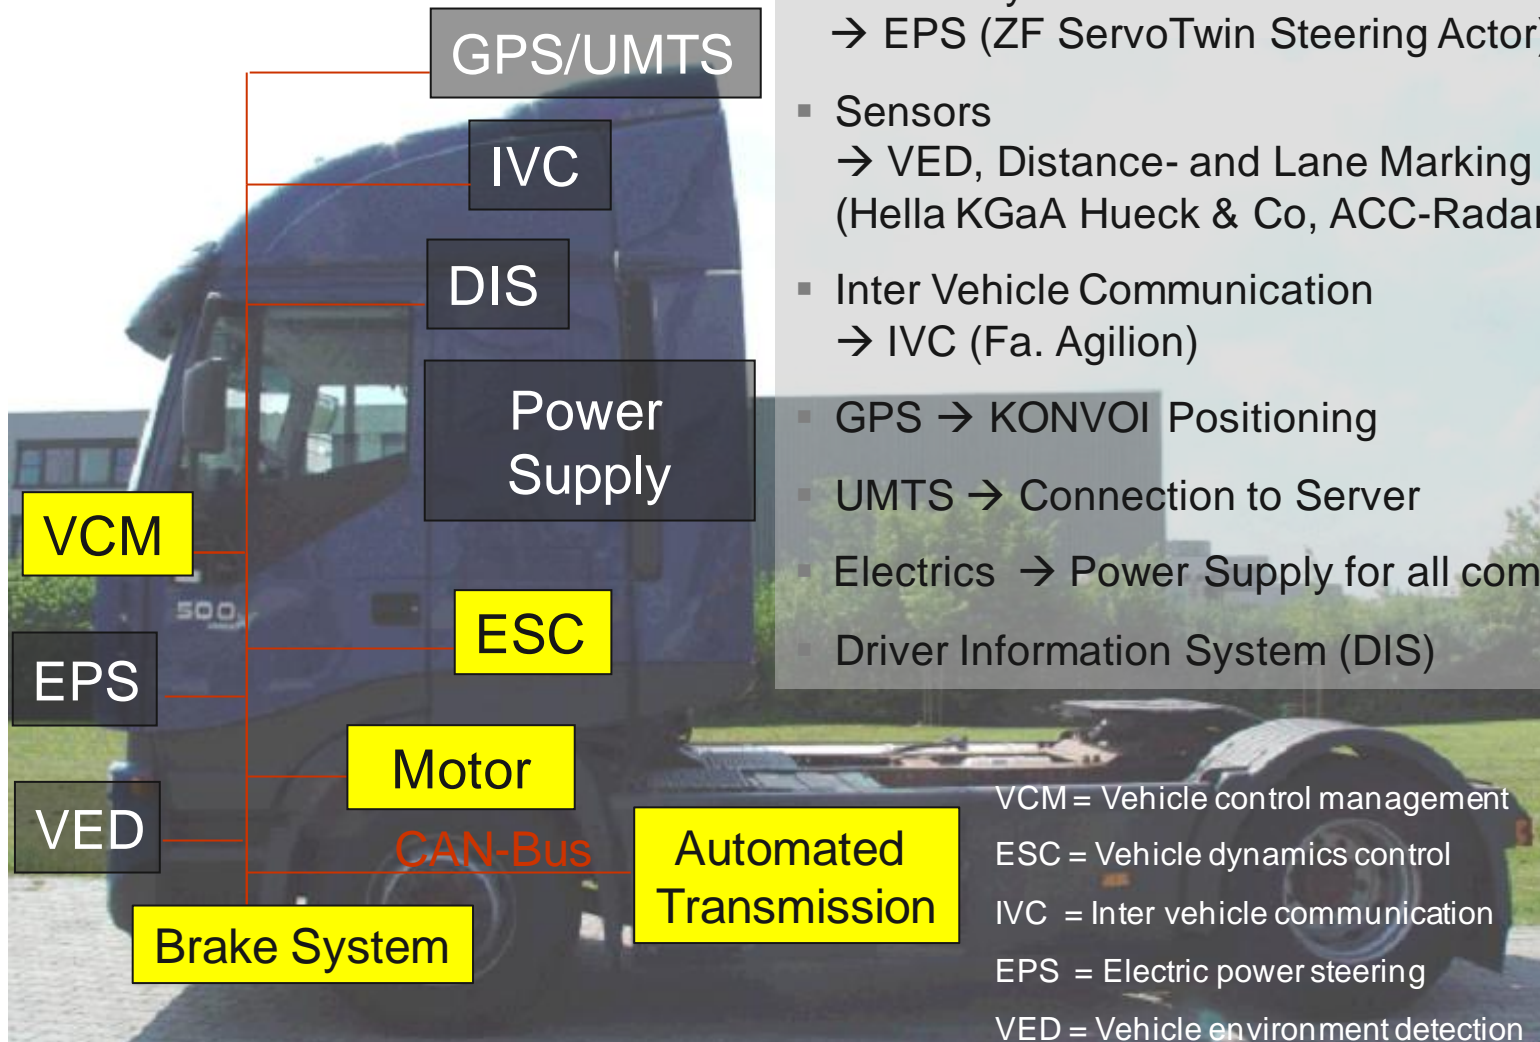 GPS/UMTS
IVC
DIS
Power
Supply
VCM
ESC
EPS
Motor
VED
CAN-Bus
Automated
Transmission
Brake System
500
→ EPS (ZF ServoTwin Steering Actor)
▪ Sensors
→ VED, Distance- and Lane Marking
(Hella KGaA Hueck & Co, ACC-Radar
▪ Inter Vehicle Communication
→ IVC (Fa. Agilion)
▪ GPS → KONVOI Positioning
▪ UMTS → Connection to Server
▪ Electrics → Power Supply for all com
▪ Driver Information System (DIS)
VCM = Vehicle control management
ESC = Vehicle dynamics control
IVC = Inter vehicle communication
EPS = Electric power steering
VED = Vehicle environment detection